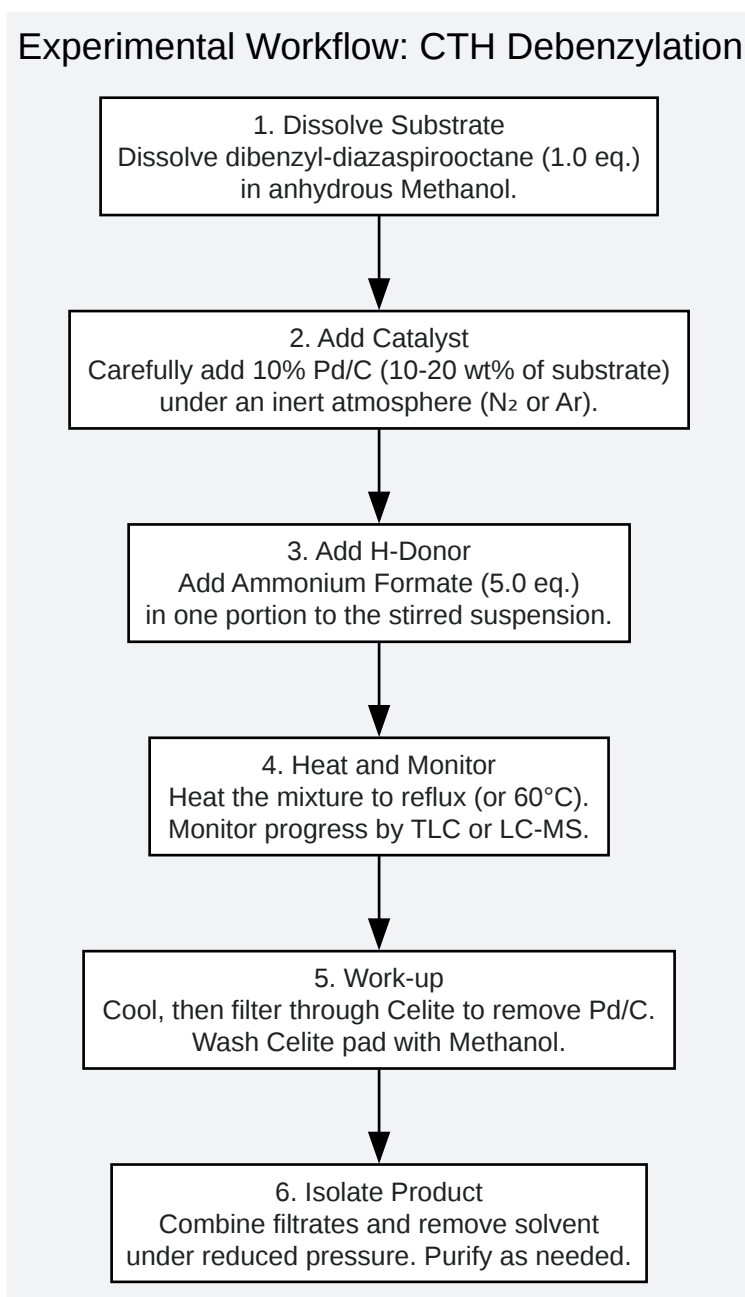 Experimental Workflow: CTH Debenzylation
1. Dissolve Substrate
Dissolve dibenzyl-diazaspirooctane (1.0 eq.)
in anhydrous Methanol.
2. Add Catalyst
Carefully add 10% Pd/C (10-20 wt% of substrate)
under an inert atmosphere (N₂ or Ar).
3. Add H-Donor
Add Ammonium Formate (5.0 eq.)
in one portion to the stirred suspension.
4. Heat and Monitor
Heat the mixture to reflux (or 60°C).
Monitor progress by TLC or LC-MS.
5. Work-up
Cool, then filter through Celite to remove Pd/C.
Wash Celite pad with Methanol.
6. Isolate Product
Combine filtrates and remove solvent
under reduced pressure. Purify as needed.